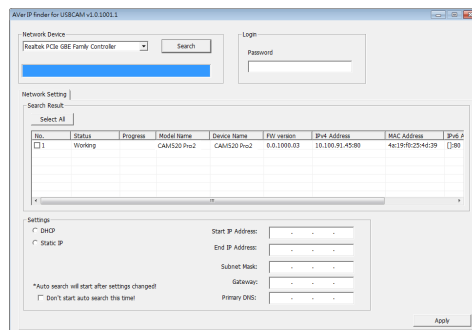 AVer IP finder for USBCAM v1.0.1001.1
Network Device
Realtek PCIe GBE Family Controller
Search
Login
Password
Network Setting
Search Result
Select All
No. Status Progress Model Name Device Name FW version IPv4 Address MAC Address IPv6 A
1 Working CAM520 Pro2 CAM520 Pro2 0.0.1000.03 10.100.91.45:80 4a:19:f0:25:4d:39 []:80
Settings
DHCP
Static IP
*Auto search will start after settings changed!
Don't start auto search this time!
Start IP Address:
End IP Address:
Subnet Mask:
Gateway:
Primary DNS:
Apply